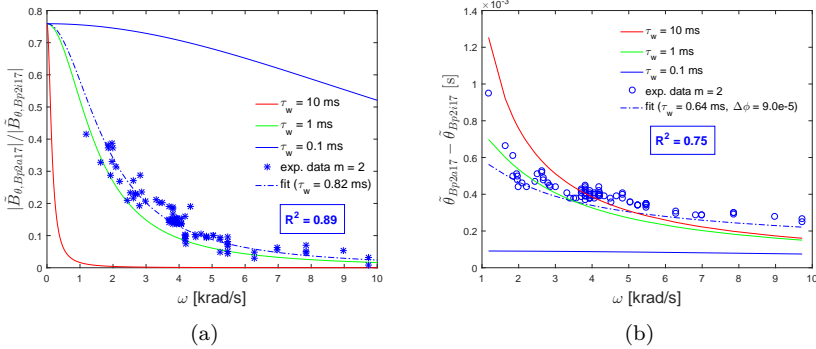 |B̃θ,Bp2a17|/|B̃θ,Bp2i17|
0.8
0.7
0.6
0.5
0.4
0.3
0.2
0.1
0
τw = 10 ms
τw = 1 ms
τw = 0.1 ms
exp. data m = 2
fit (τw = 0.82 ms)
R² = 0.89
0 1 2 3 4 5 6 7 8 9 10
ω [krad/s]
(a)
×10⁻³
θ̃Bp2a17 − θ̃Bp2i17 [s]
1.4
1.2
1
0.8
0.6
0.4
0.2
0
τw = 10 ms
τw = 1 ms
τw = 0.1 ms
exp. data m = 2
fit (τw = 0.64 ms, Δϕ = 9.0e-5)
R² = 0.75
1 2 3 4 5 6 7 8 9 10
ω [krad/s]
(b)